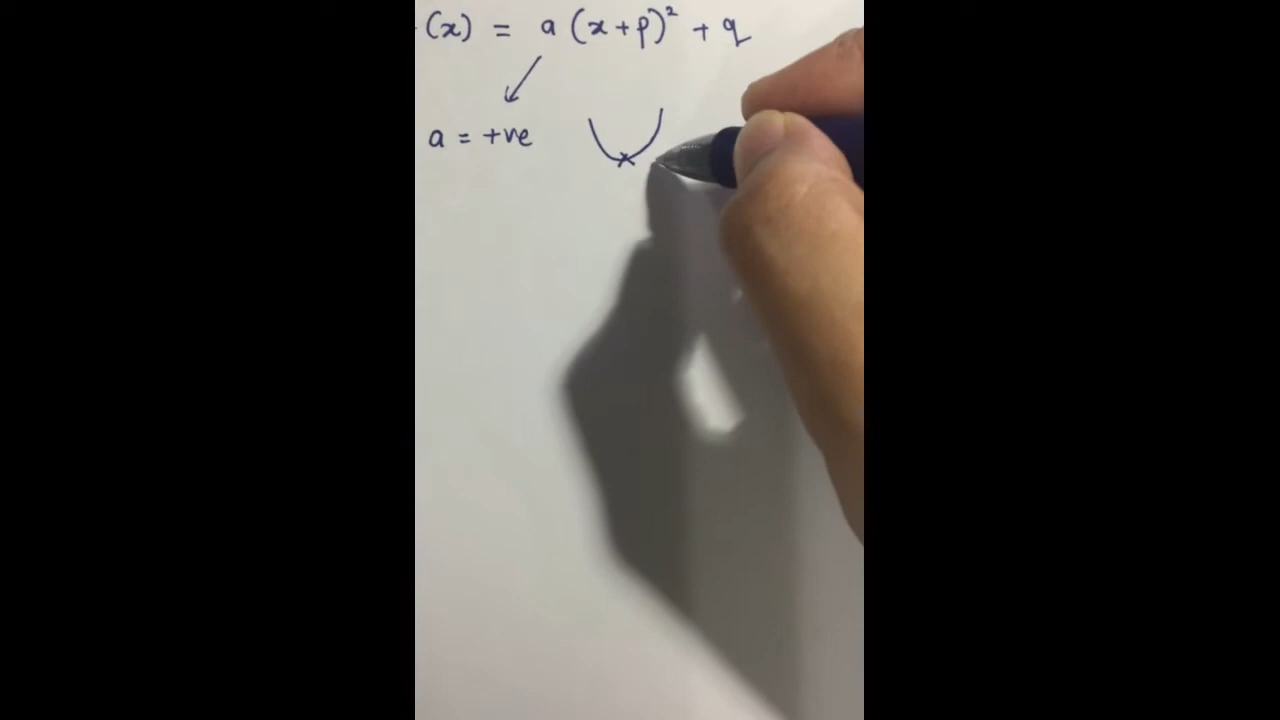 (x) = a (x+p)² + q
a = +ve